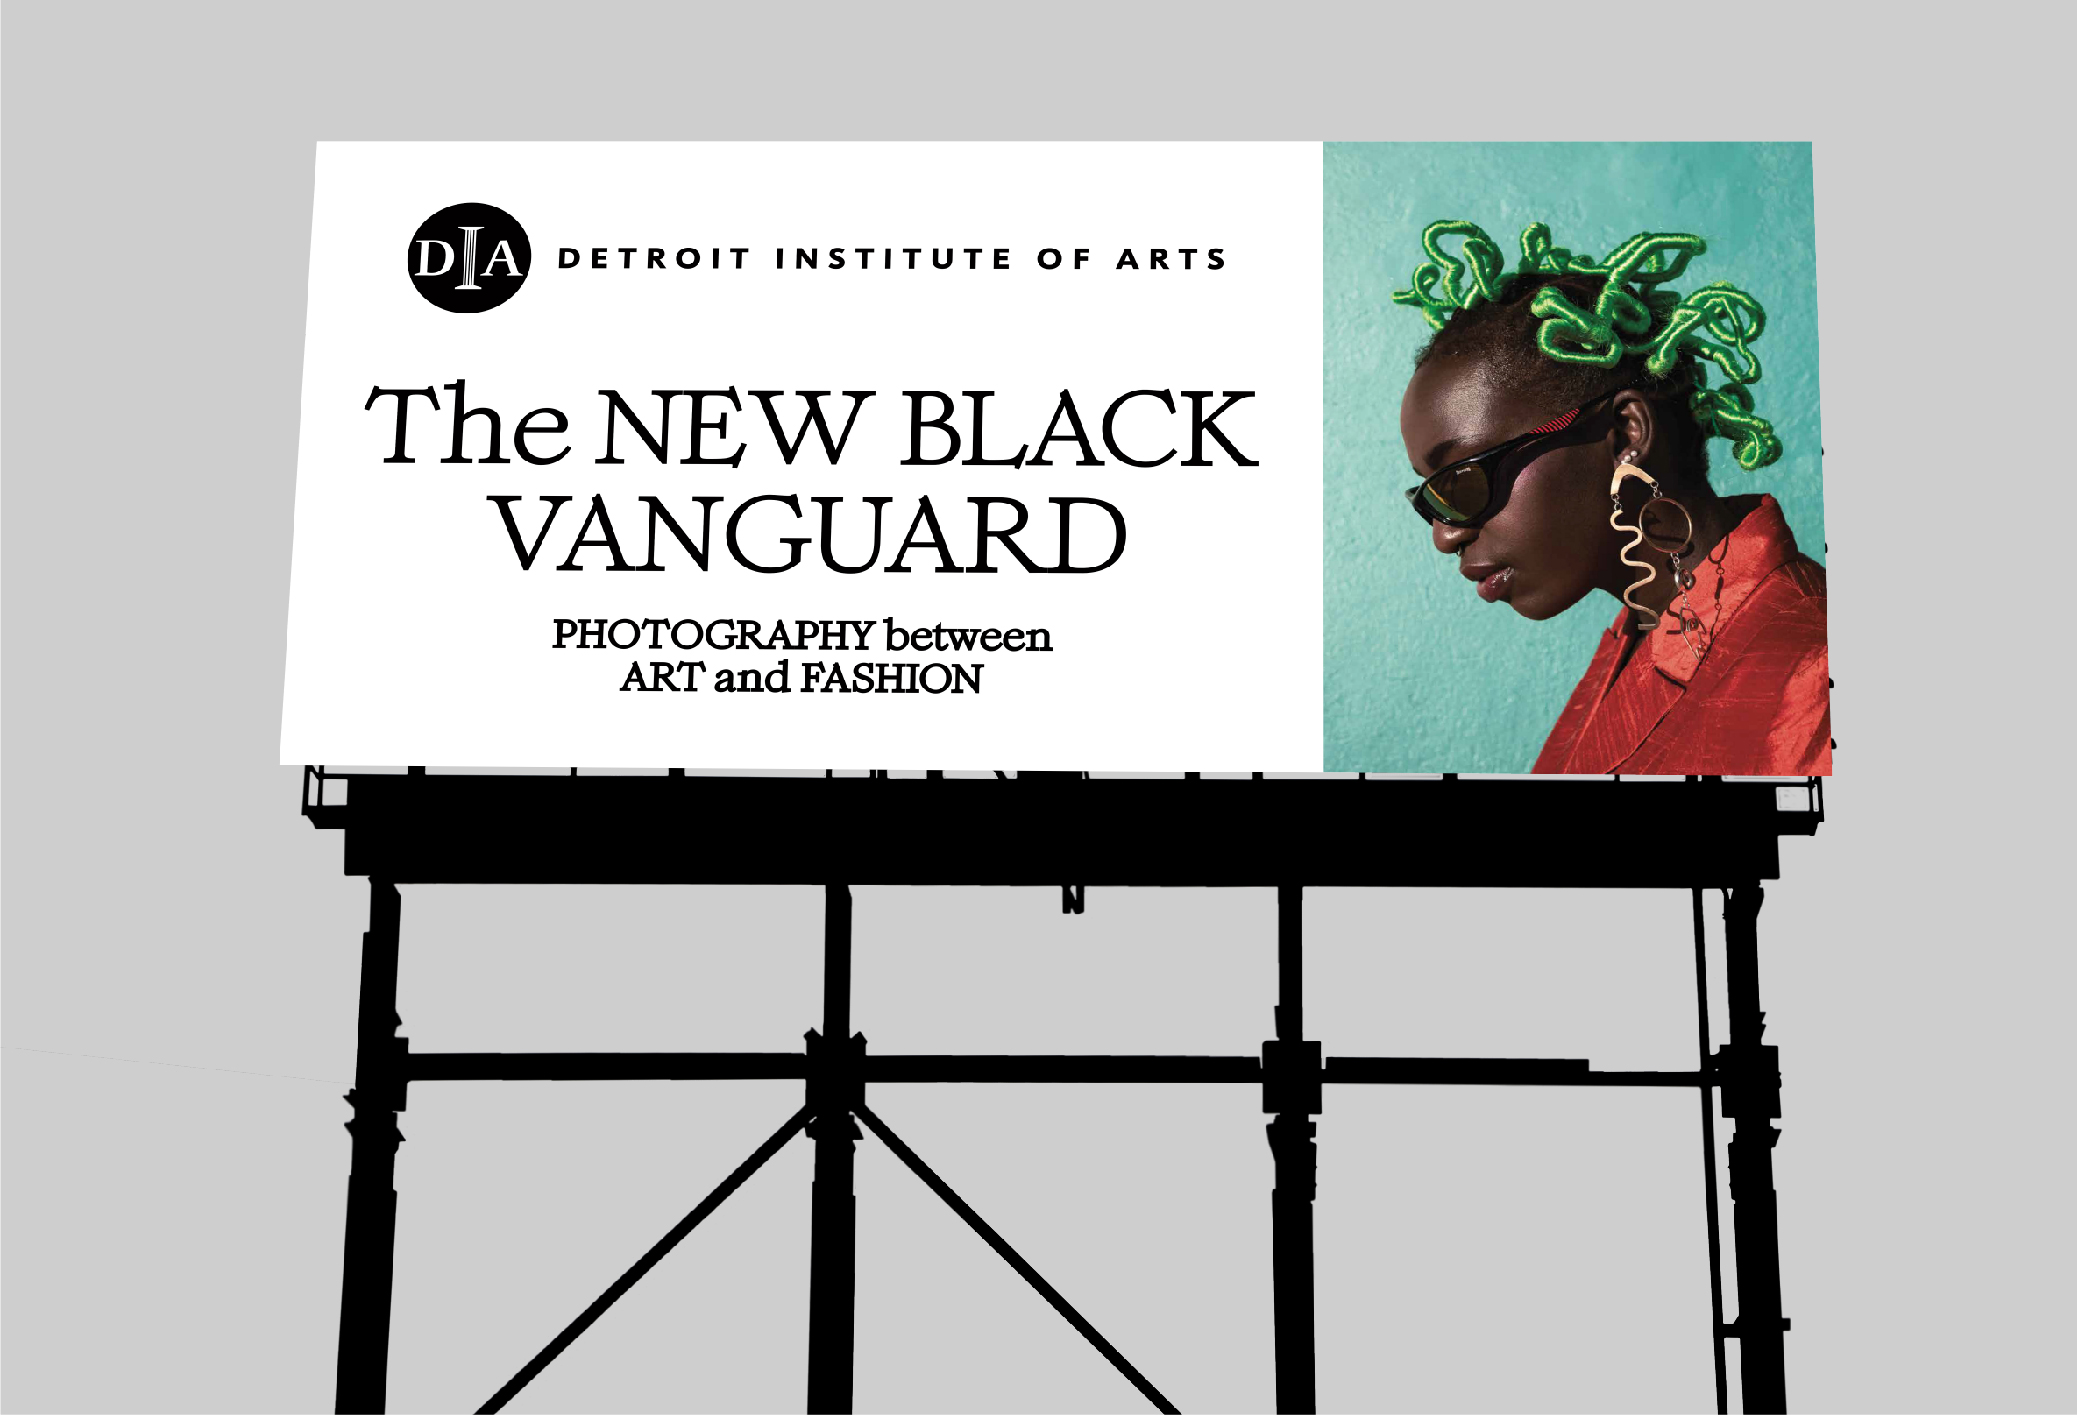 DIA DETROIT INSTITUTE OF ARTS
The NEW BLACK
VANGUARD
PHOTOGRAPHY between
ART and FASHION